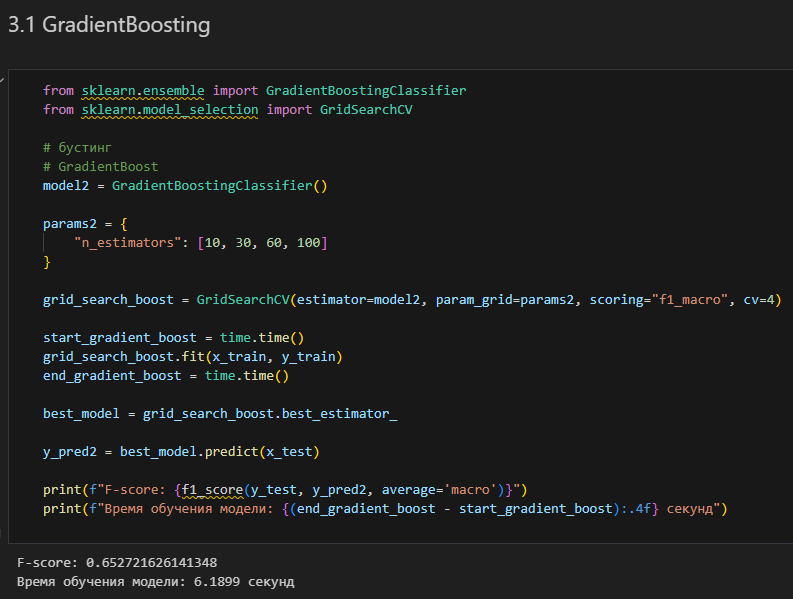 3.1 GradientBoosting
from sklearn.ensemble import GradientBoostingClassifier
from sklearn.model_selection import GridSearchCV
# бустинг
# GradientBoost
model2 = GradientBoostingClassifier()
params2 = {
"n_estimators": [10, 30, 60, 100]
}
grid_search_boost = GridSearchCV(estimator=model2, param_grid=params2, scoring="f1_macro", cv=4)
start_gradient_boost = time.time()
grid_search_boost.fit(x_train, y_train)
end_gradient_boost = time.time()
best_model = grid_search_boost.best_estimator_
y_pred2 = best_model.predict(x_test)
print(f"F-score: {f1_score(y_test, y_pred2, average='macro')}")
print(f"Время обучения модели: {(end_gradient_boost - start_gradient_boost):.4f} секунд")
F-score: 0.652721626141348
Время обучения модели: 6.1899 секунд